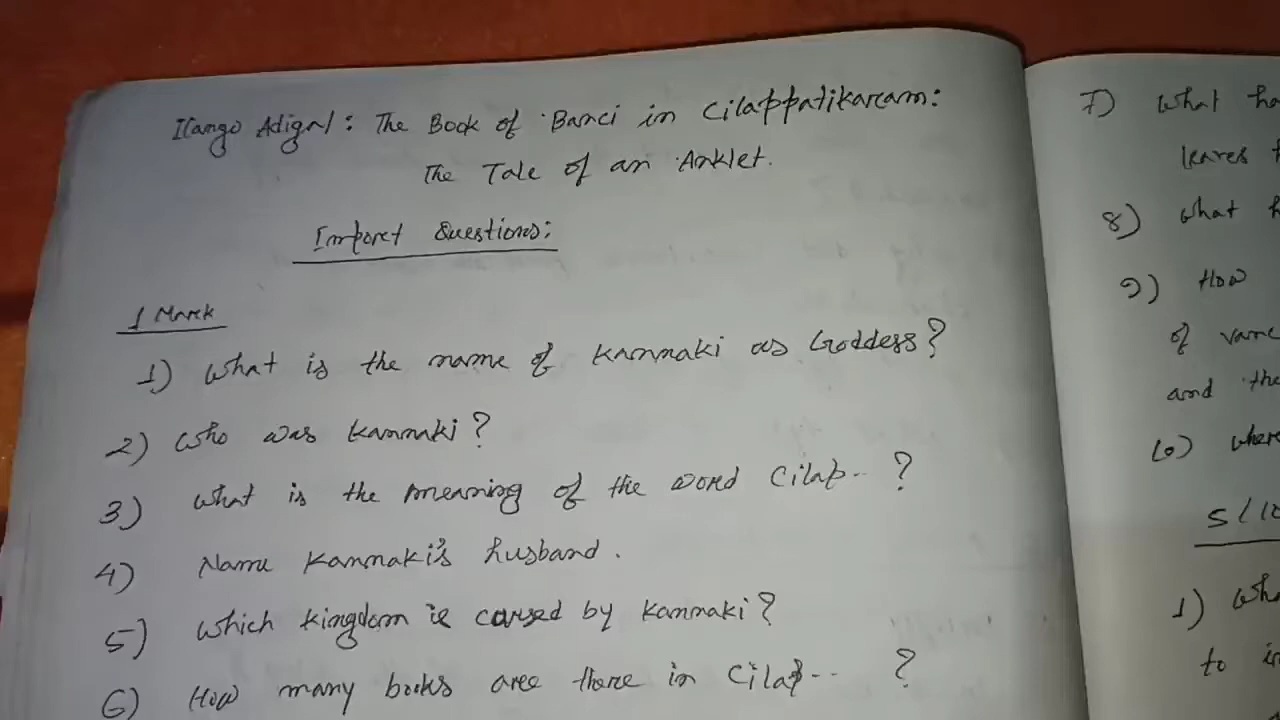 Ilango Adigal: The Book of Banci in Cilappatikaram:
The Tale of an Anklet.
Imporet Questions:
1 Mark
1) What is the name of Kannaki as Goddess?
2) Who was Kannaki?
3) What is the meaning of the word Cilap.. ?
4) Name Kannaki's husband.
5) Which kingdom is cursed by Kannaki?
6) How many books are there in Cilap.. ?
7) What
leaves
8) What
9) How
of
and the
10) where
5/10
1)
to